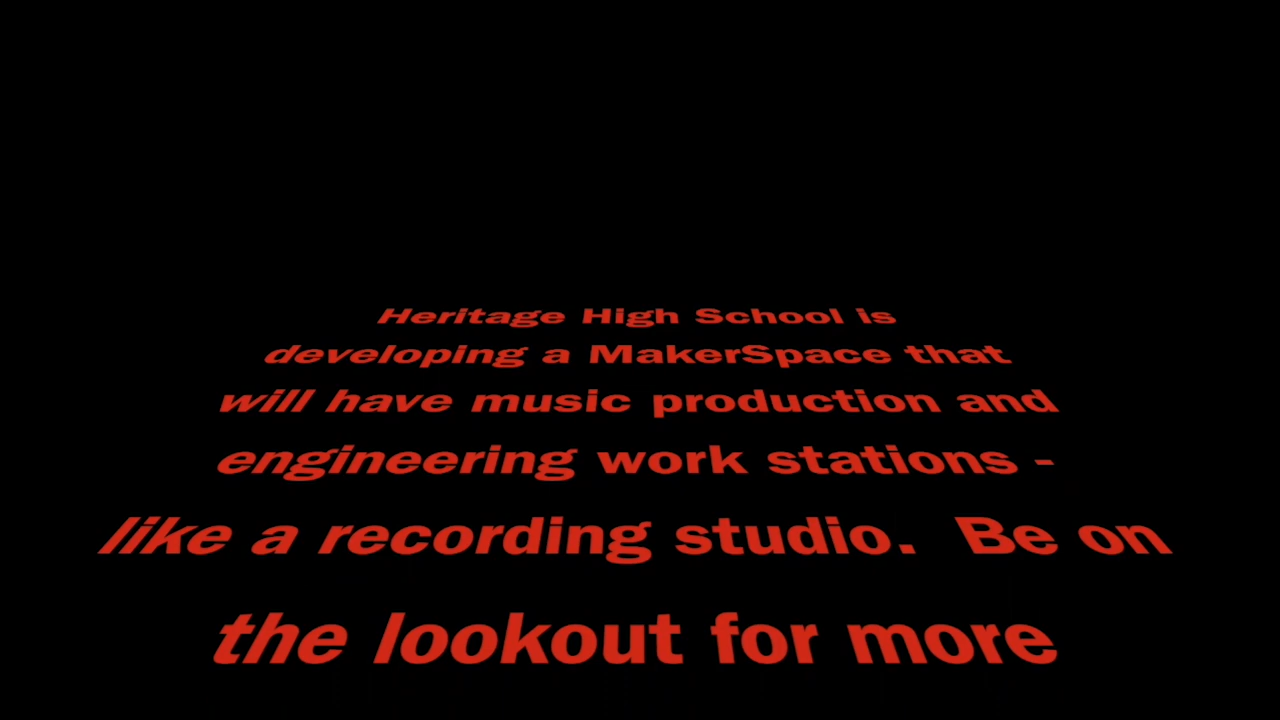 Heritage High School is
developing a MakerSpace that
will have music production and
engineering work stations -
like a recording studio.  Be on
the lookout for more